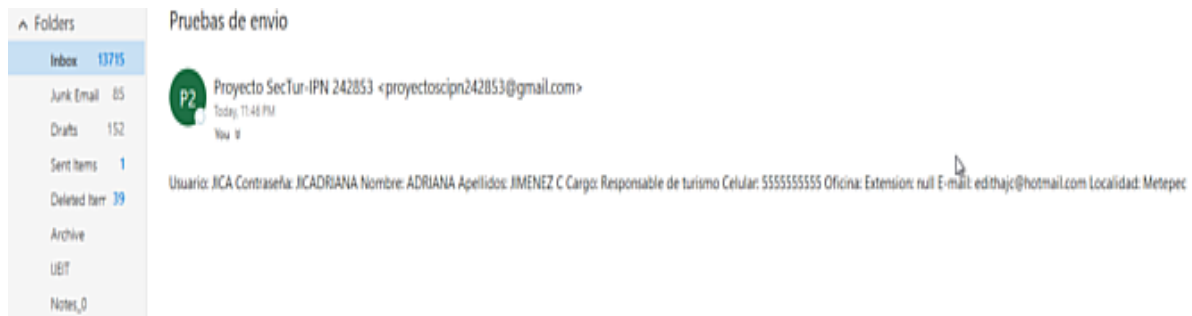 Folders
Inbox 13715
Junk Email 85
Drafts 152
Sent Items 1
Deleted Iterr 39
Archive
UEIT
Notes_0
Pruebas de envio
P2
Proyecto SecTur-IPN 242853 <proyectoscipn242853@gmail.com>
Today, 11:48 PM
You
Usuario: JICA Contraseña: JICADRIANA Nombre: ADRIANA Apellidos: JIMENEZ C Cargo: Responsable de turismo Celular: 5555555555 Oficina: Extension: null E-mail: edithajc@hotmail.com Localidad: Metepec